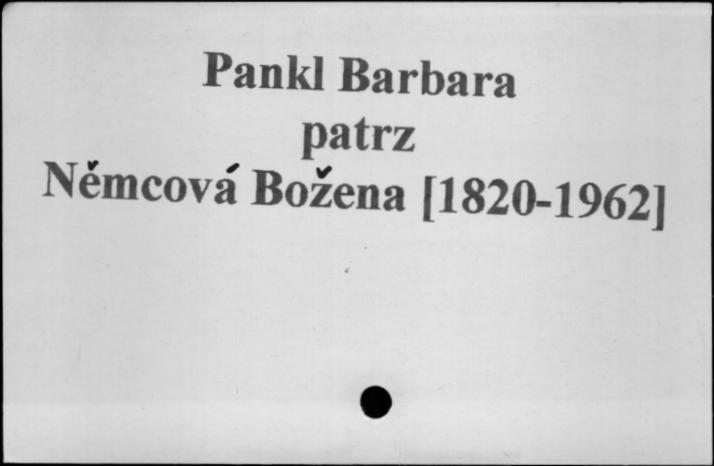 Pankl Barbara
patrz
Němcová Božena [1820-1962]